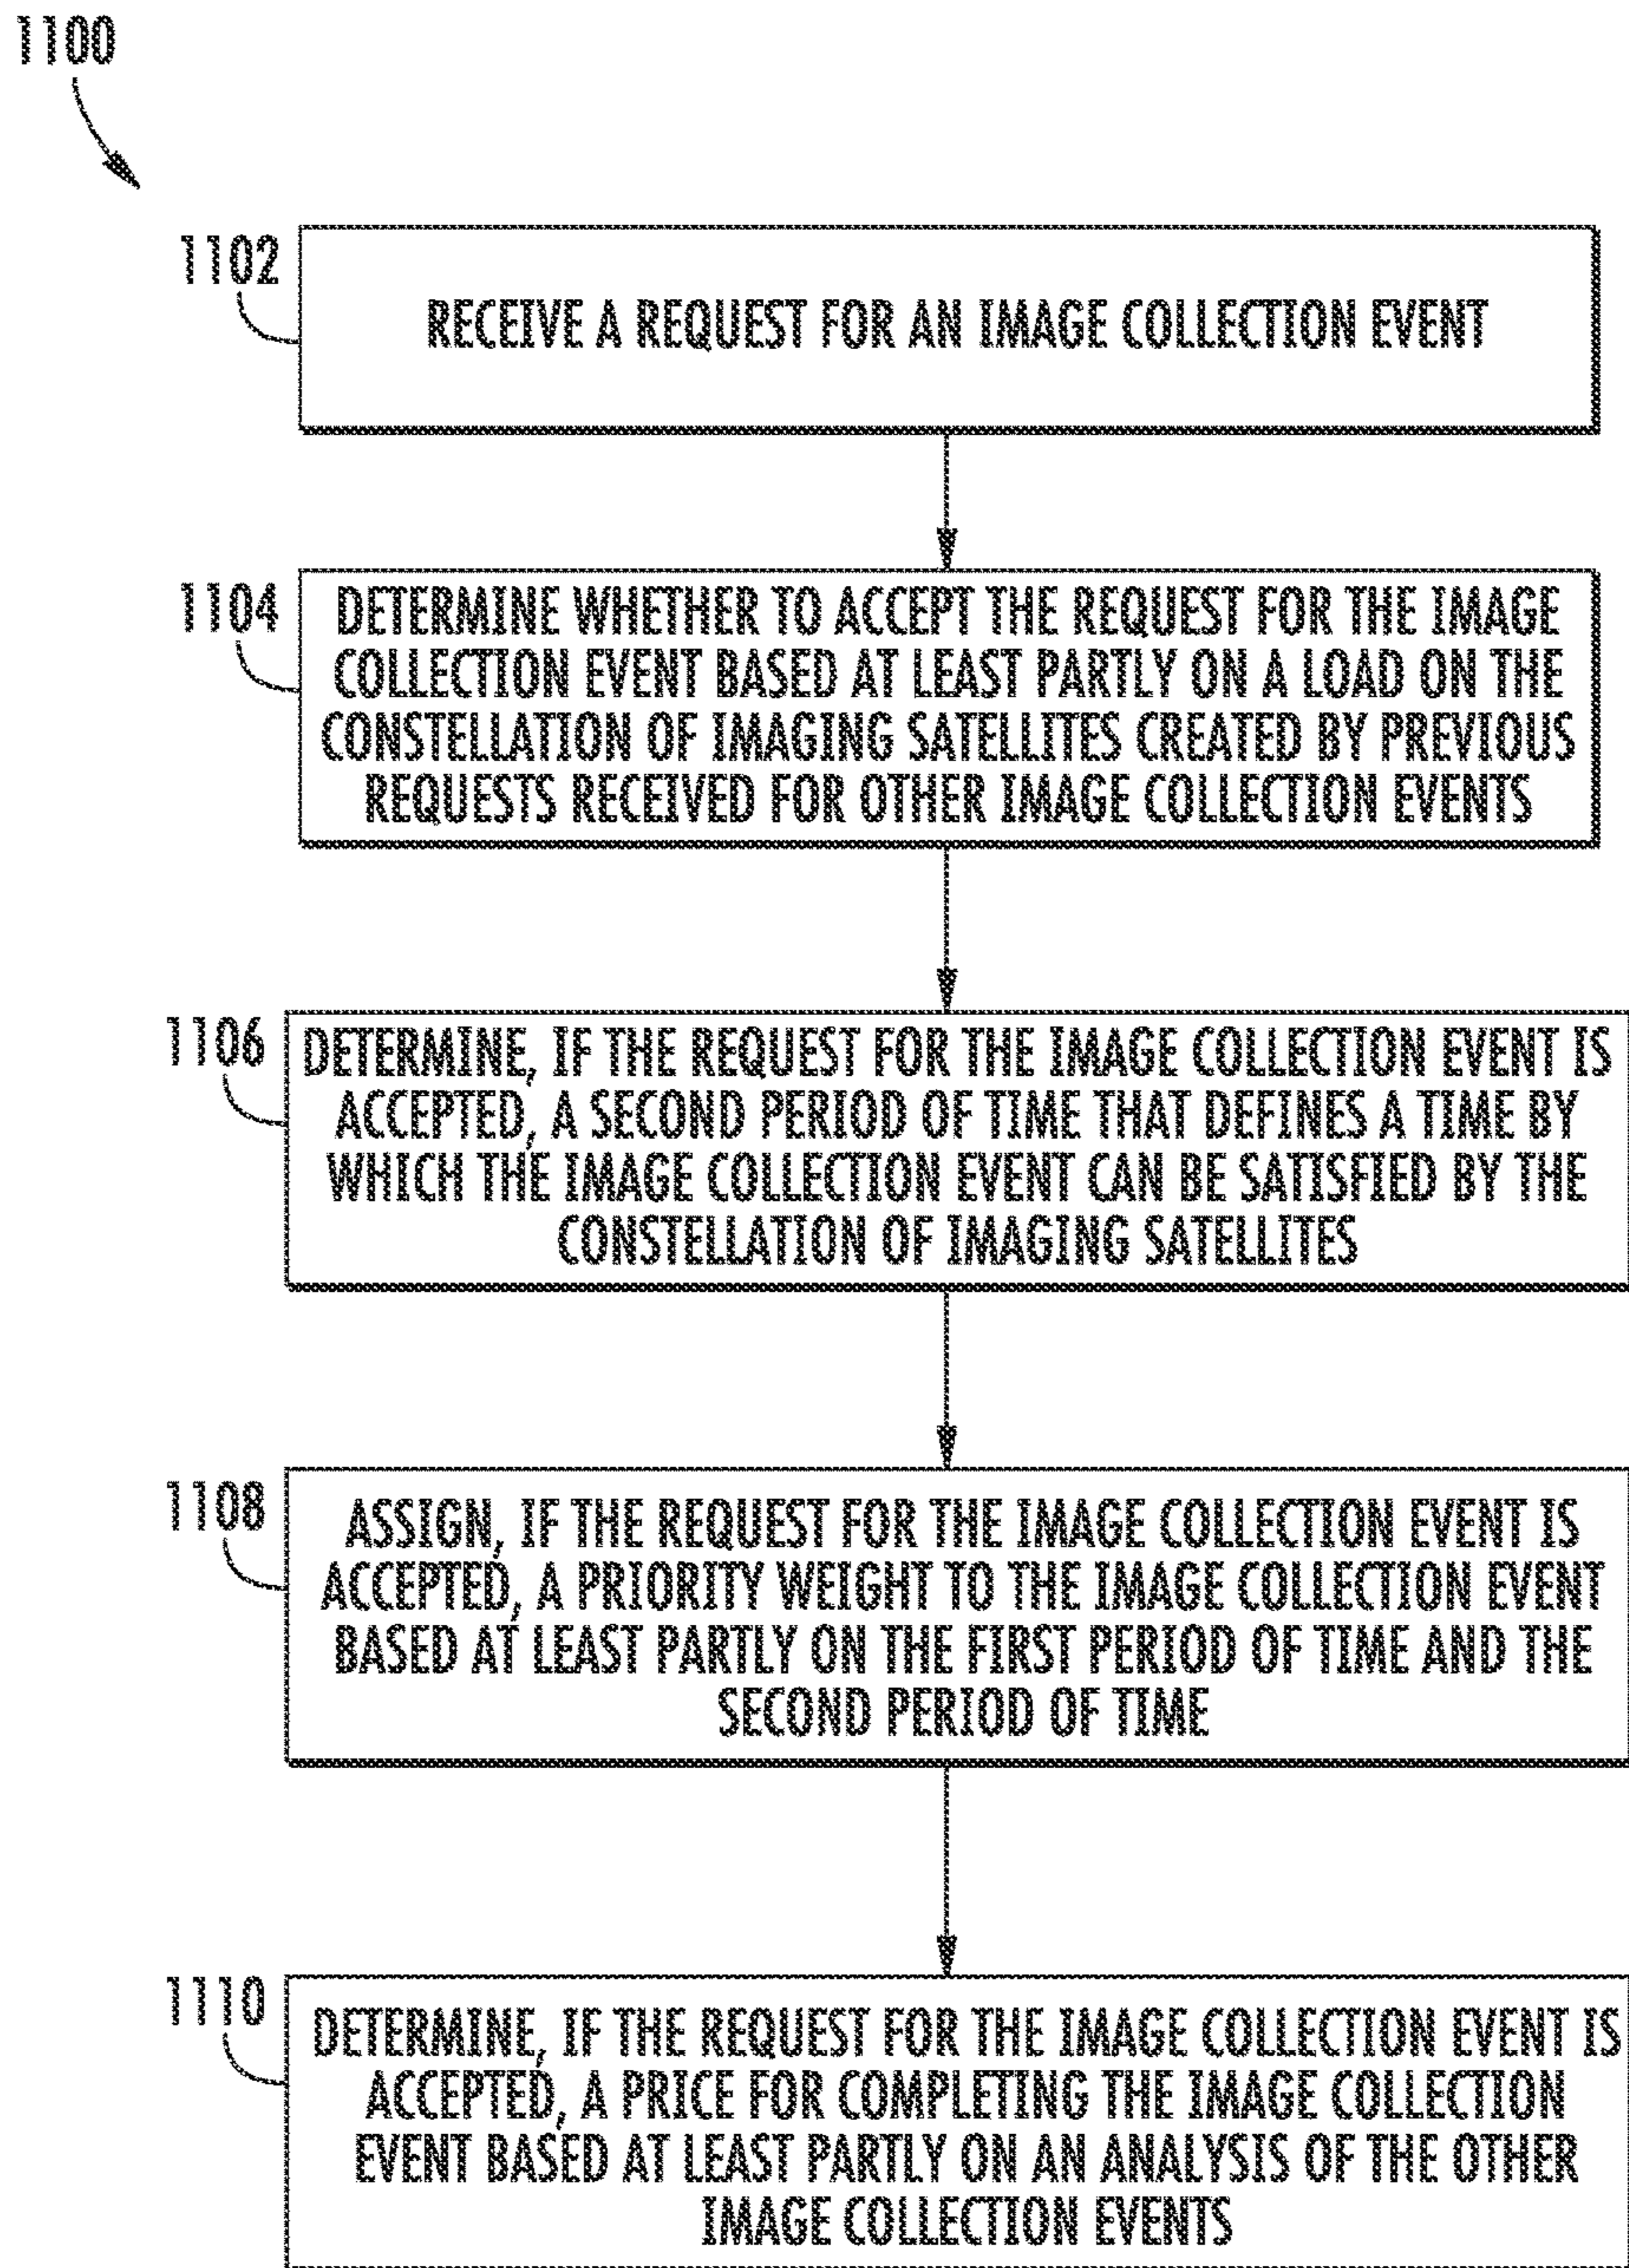 1100
1102
RECEIVE A REQUEST FOR AN IMAGE COLLECTION EVENT
1104
DETERMINE WHETHER TO ACCEPT THE REQUEST FOR THE IMAGE
COLLECTION EVENT BASED AT LEAST PARTLY ON A LOAD ON THE
CONSTELLATION OF IMAGING SATELLITES CREATED BY PREVIOUS
REQUESTS RECEIVED FOR OTHER IMAGE COLLECTION EVENTS
1106
DETERMINE, IF THE REQUEST FOR THE IMAGE COLLECTION EVENT IS
ACCEPTED, A SECOND PERIOD OF TIME THAT DEFINES A TIME BY
WHICH THE IMAGE COLLECTION EVENT CAN BE SATISFIED BY THE
CONSTELLATION OF IMAGING SATELLITES
1108
ASSIGN, IF THE REQUEST FOR THE IMAGE COLLECTION EVENT IS
ACCEPTED, A PRIORITY WEIGHT TO THE IMAGE COLLECTION EVENT
BASED AT LEAST PARTLY ON THE FIRST PERIOD OF TIME AND THE
SECOND PERIOD OF TIME
1110
DETERMINE, IF THE REQUEST FOR THE IMAGE COLLECTION EVENT IS
ACCEPTED, A PRICE FOR COMPLETING THE IMAGE COLLECTION
EVENT BASED AT LEAST PARTLY ON AN ANALYSIS OF THE OTHER
IMAGE COLLECTION EVENTS